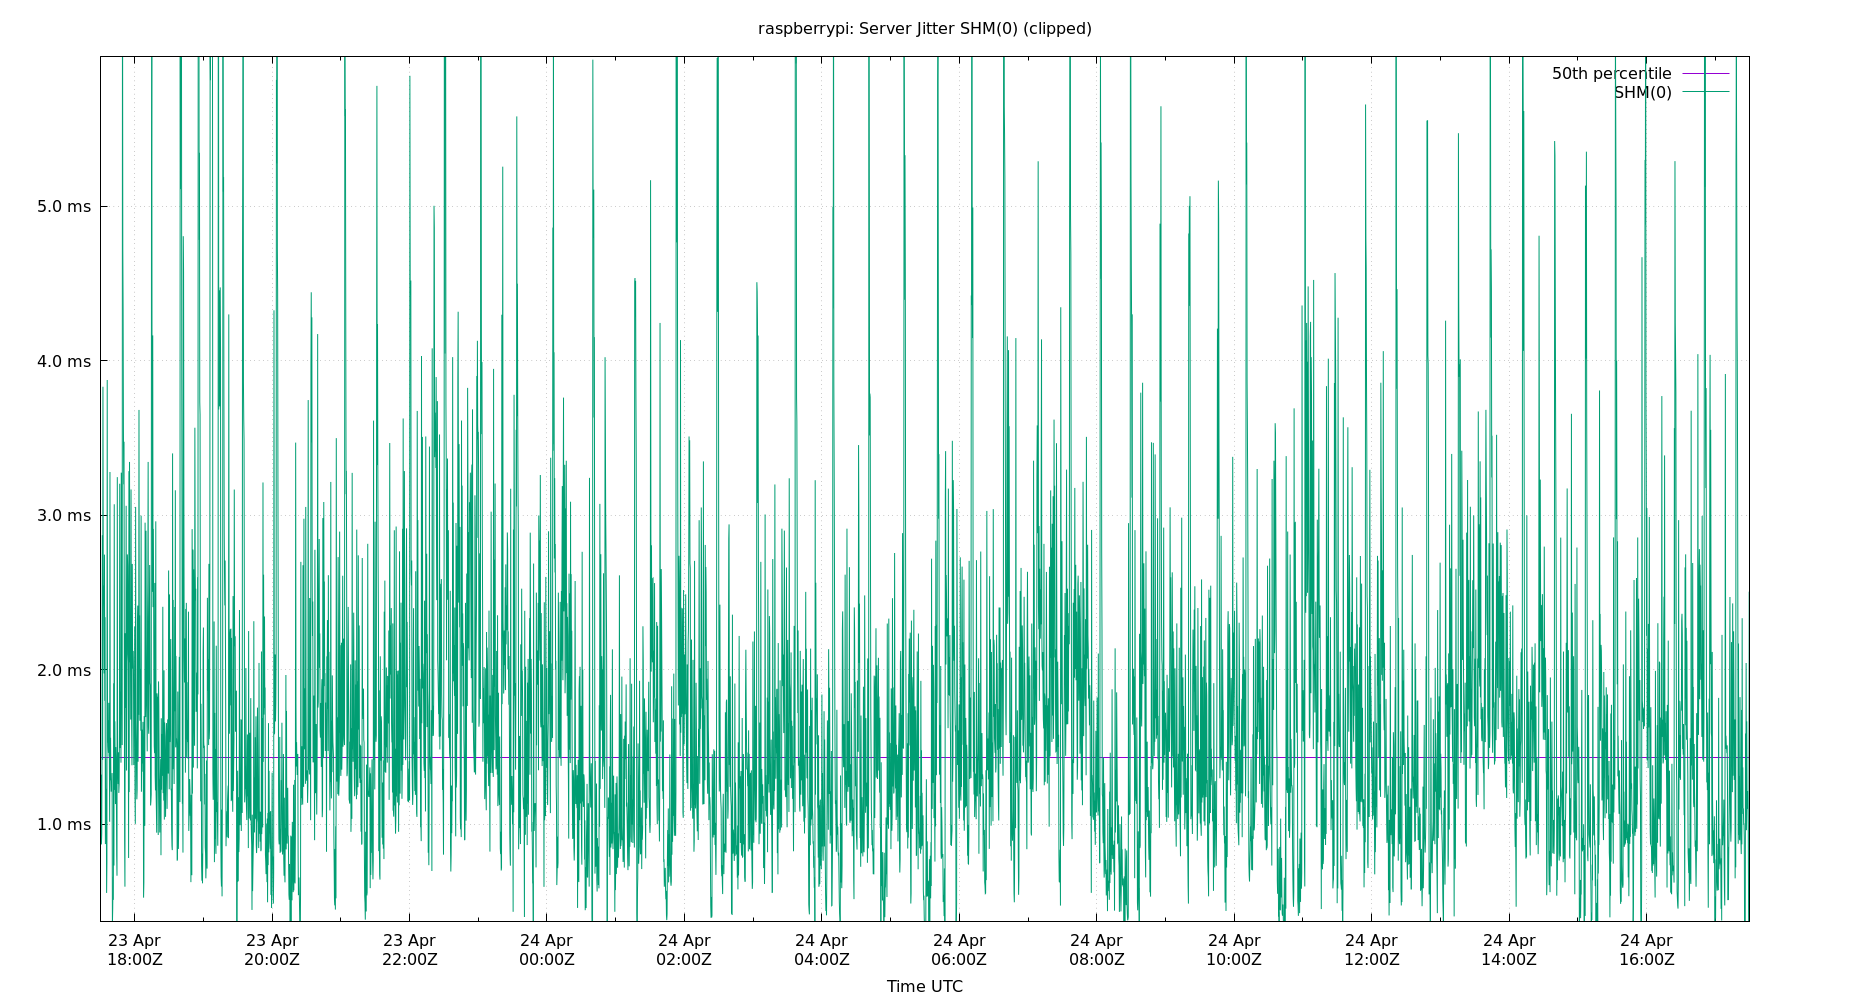 raspberrypi: Server Jitter SHM(0) (clipped)
50th percentile
SHM(0)
5.0 ms
4.0 ms
3.0 ms
2.0 ms
1.0 ms
23 Apr 23 Apr 23 Apr 24 Apr 24 Apr 24 Apr 24 Apr 24 Apr 24 Apr 24 Apr 24 Apr 24 Apr
18:00Z 20:00Z 22:00Z 00:00Z 02:00Z 04:00Z 06:00Z 08:00Z 10:00Z 12:00Z 14:00Z 16:00Z
Time UTC